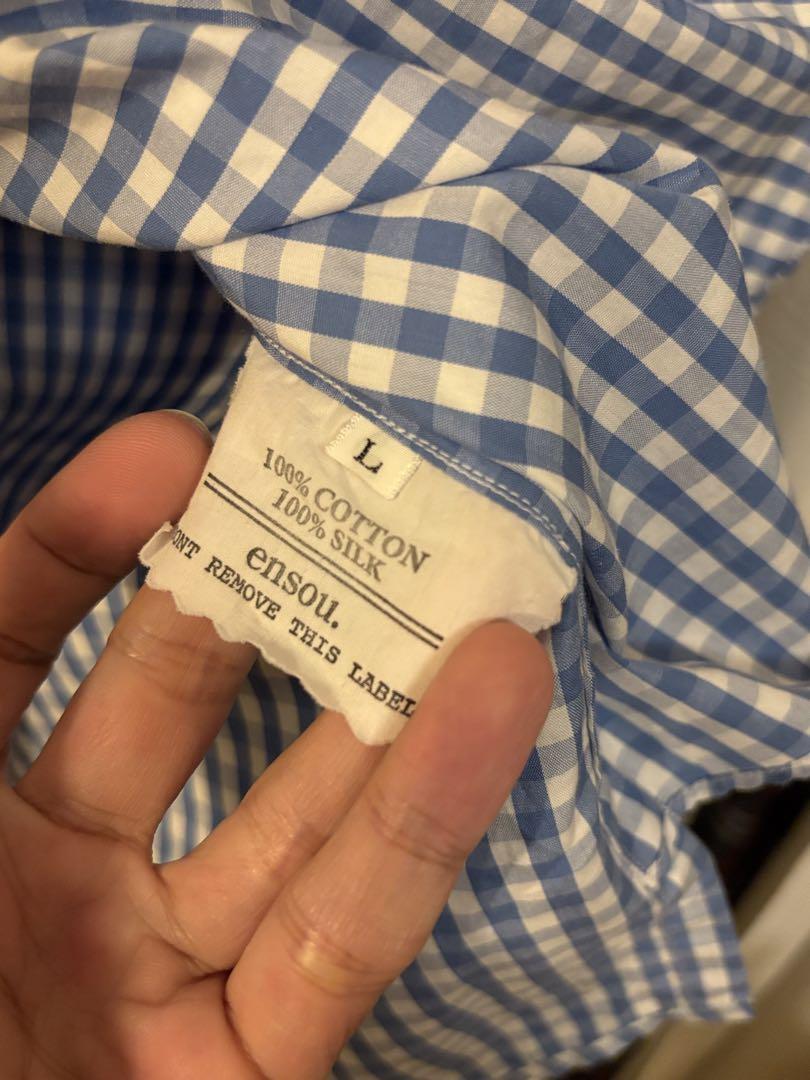 L
100% COTTON
100% SILK
ensou.
ONT REMOVE THIS LABEL